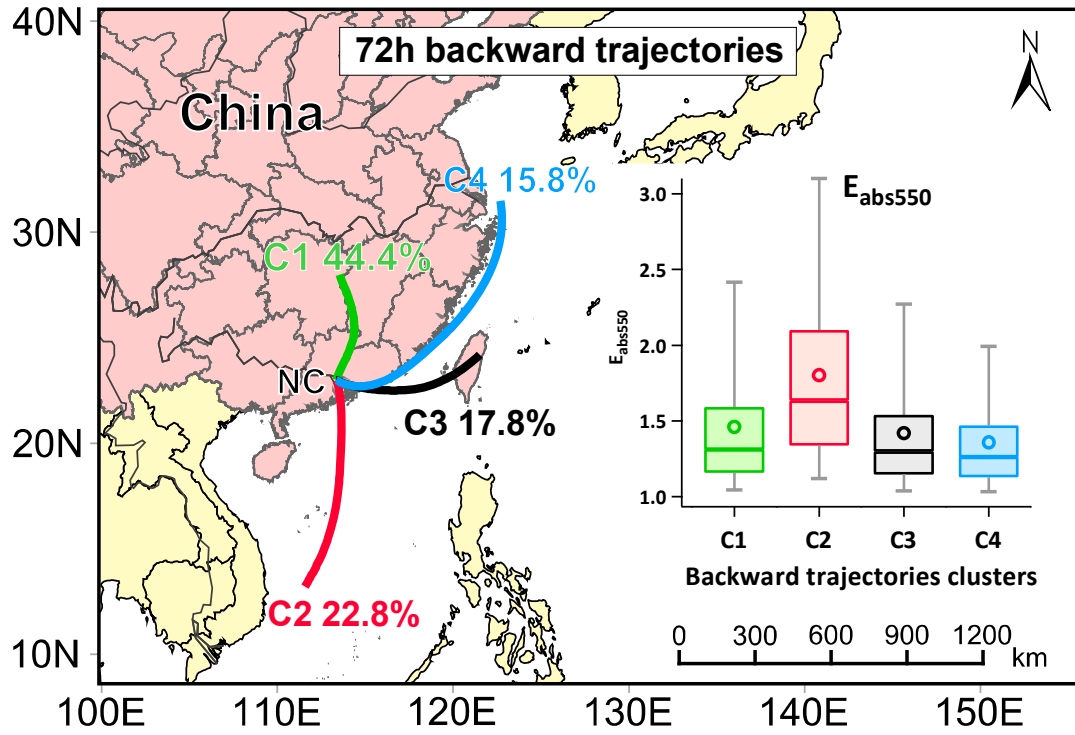 40N
30N
20N
10N
100E
110E
120E
130E
140E
150E
72h backward trajectories
N
China
C4 15.8%
C1 44.4%
NC
C3 17.8%
C2 22.8%
E_abs550
E_abs550
3.0
2.5
2.0
1.5
1.0
C1
C2
C3
C4
Backward trajectories clusters
0
300
600
900
1200
km